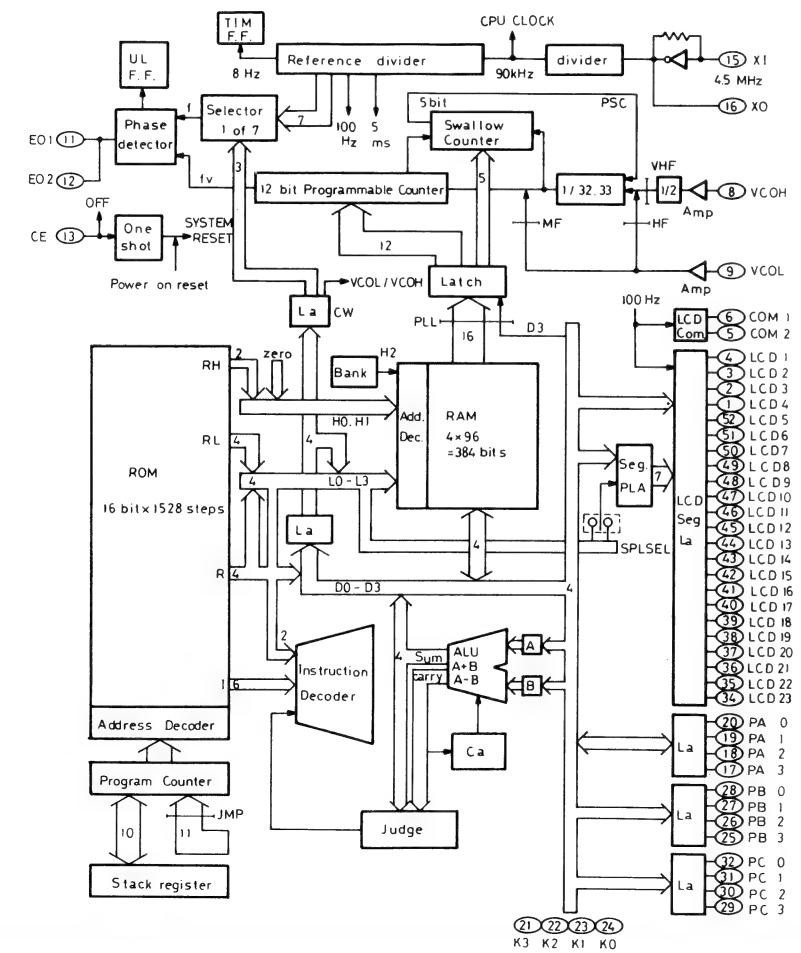 TIM
F.F.
CPU CLOCK
UL
F.F.
8 Hz
Reference divider
90kHz
divider
15 XI
4.5 MHz
16 XO
f
Selector
1 of 7
7
100
Hz
5
ms
5bit
PSC
Swallow
Counter
EO1 11
EO2 12
Phase
detector
fv
3
12 bit Programmable Counter
5
1/32.33
VHF
1/2
8 VCOH
Amp
MF
HF
OFF
CE 13
One
shot
SYSTEM
RESET
Power on reset
12
9 VCOL
Amp
VCOL/VCOH
La
CW
Latch
PLL
16
D3
100 Hz
LCD
Com
6 COM 1
5 COM 2
RH
2
zero
Bank
H2
H0.H1
Add.
Dec.
RAM
4×96
=384 bits
RL
4
4
ROM
16 bit×1528 steps
4
L0-L3
La
Seg.
PLA
7
SPLSEL
LCD
Seg
La
4 LCD 1
3 LCD 2
2 LCD 3
1 LCD 4
52 LCD 5
51 LCD 6
50 LCD 7
49 LCD 8
48 LCD 9
47 LCD 10
46 LCD 11
45 LCD 12
44 LCD 13
43 LCD 14
42 LCD 15
41 LCD 16
40 LCD 17
39 LCD 18
38 LCD 19
37 LCD 20
36 LCD 21
35 LCD 22
34 LCD 23
4
R
4
D0-D3
4
2
Instruction
Decoder
4
Sum
carry
ALU
A+B
A-B
A
B
I
6
Address Decoder
Ca
La
20 PA 0
19 PA 1
18 PA 2
17 PA 3
Program Counter
10
11
JMP
Judge
La
28 PB 0
27 PB 1
26 PB 2
25 PB 3
Stack register
La
32 PC 0
31 PC 1
30 PC 2
29 PC 3
21 22 23 24
K3 K2 K1 K0